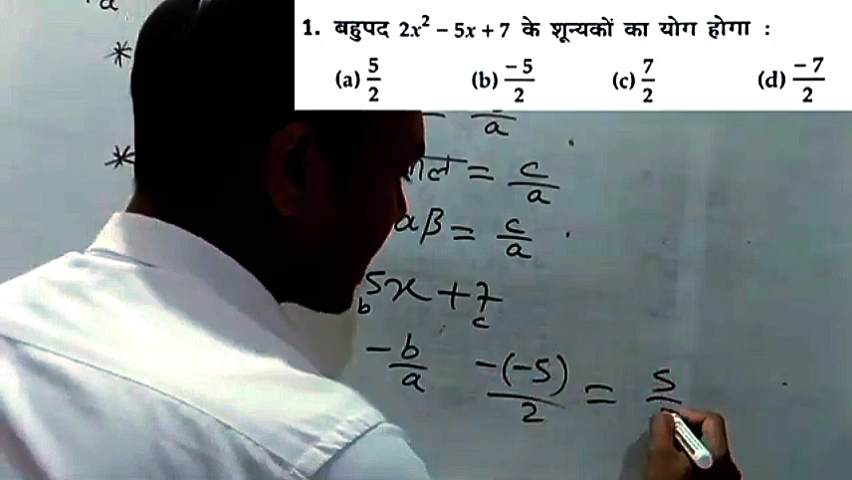 1. बहुपद 2x² – 5x + 7 के शून्यकों का योग होगा :
(a) 5/2 (b) –5/2 (c) 7/2 (d) –7/2
a
*
a
* = c/a
αβ = c/a
5x + 7
b c
-b/a -(-5)/2 = 5